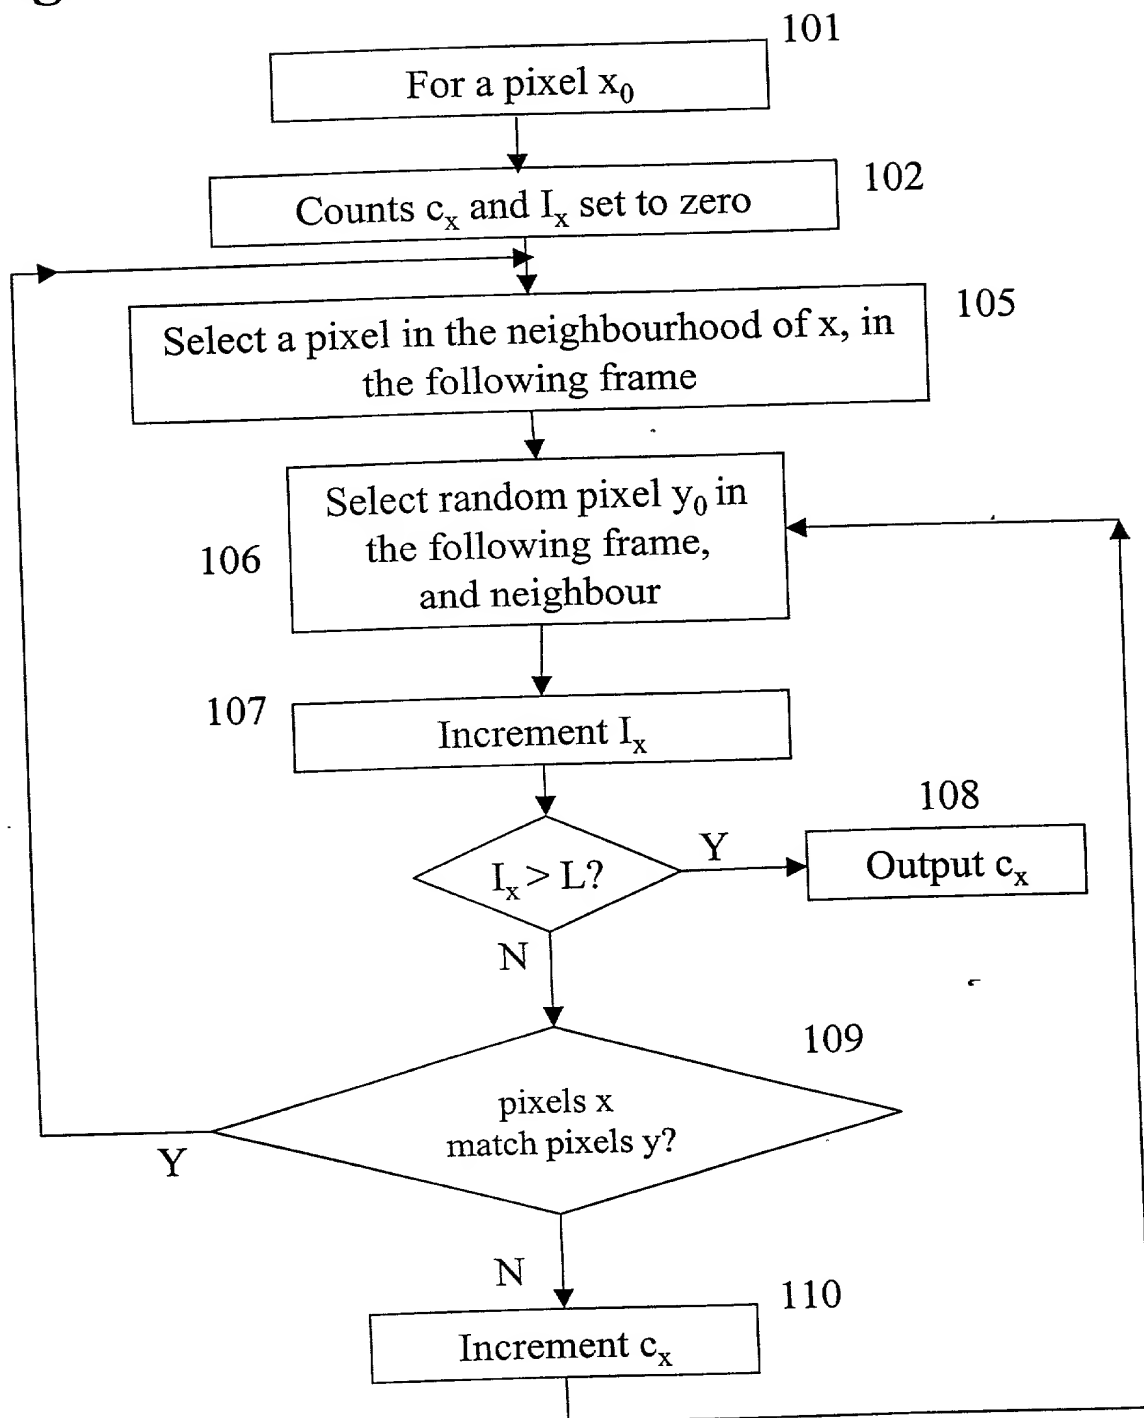 101
For a pixel x₀
102
Counts cₓ and Iₓ set to zero
105
Select a pixel in the neighbourhood of x, in
the following frame
106
Select random pixel y₀ in
the following frame,
and neighbour
107
Increment Iₓ
108
Iₓ > L?
Y
Output cₓ
N
109
pixels x
match pixels y?
Y
N
110
Increment cₓ